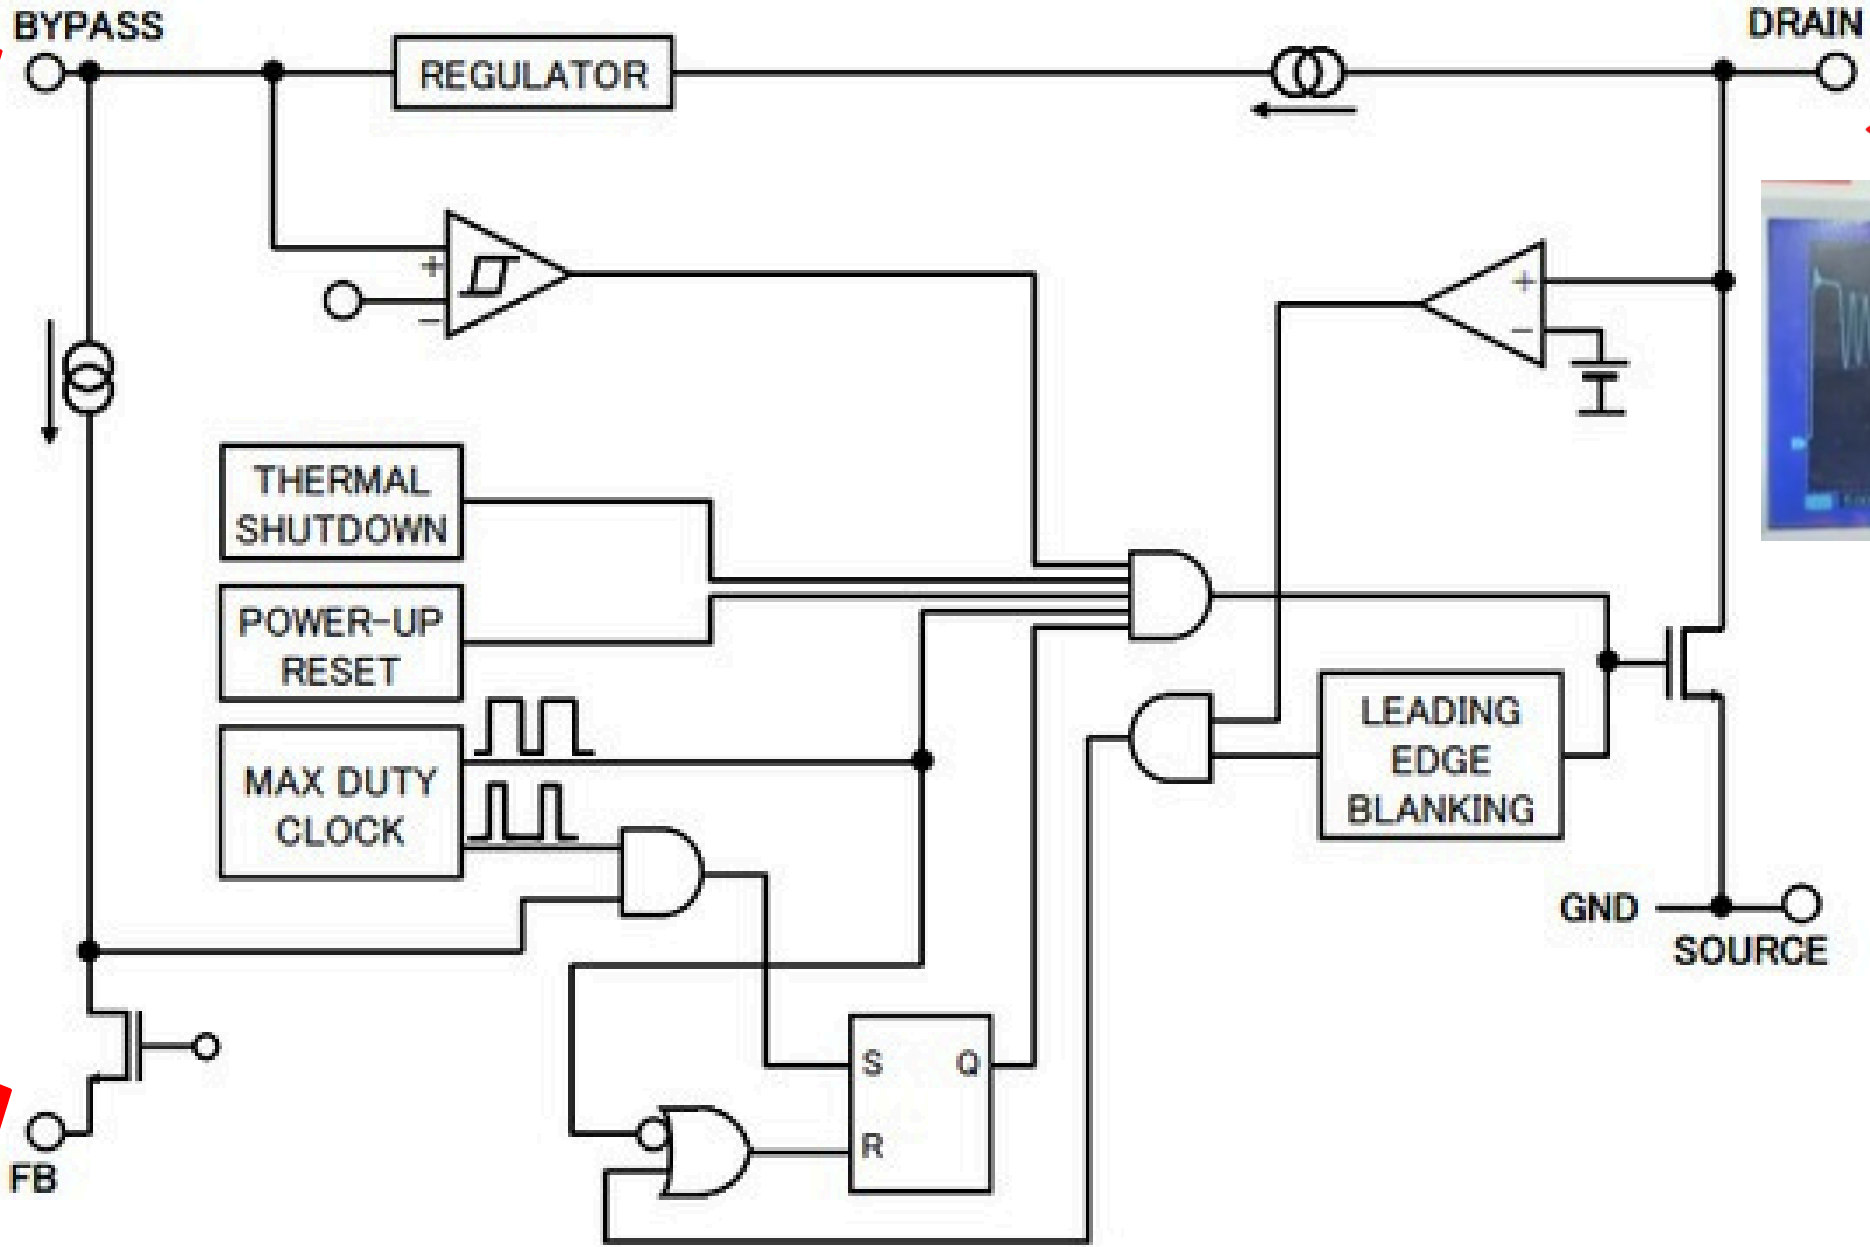 BYPASS
DRAIN
REGULATOR
+
−
+
−
THERMAL
SHUTDOWN
POWER-UP
RESET
MAX DUTY
CLOCK
LEADING
EDGE
BLANKING
GND
SOURCE
S
Q
R
FB